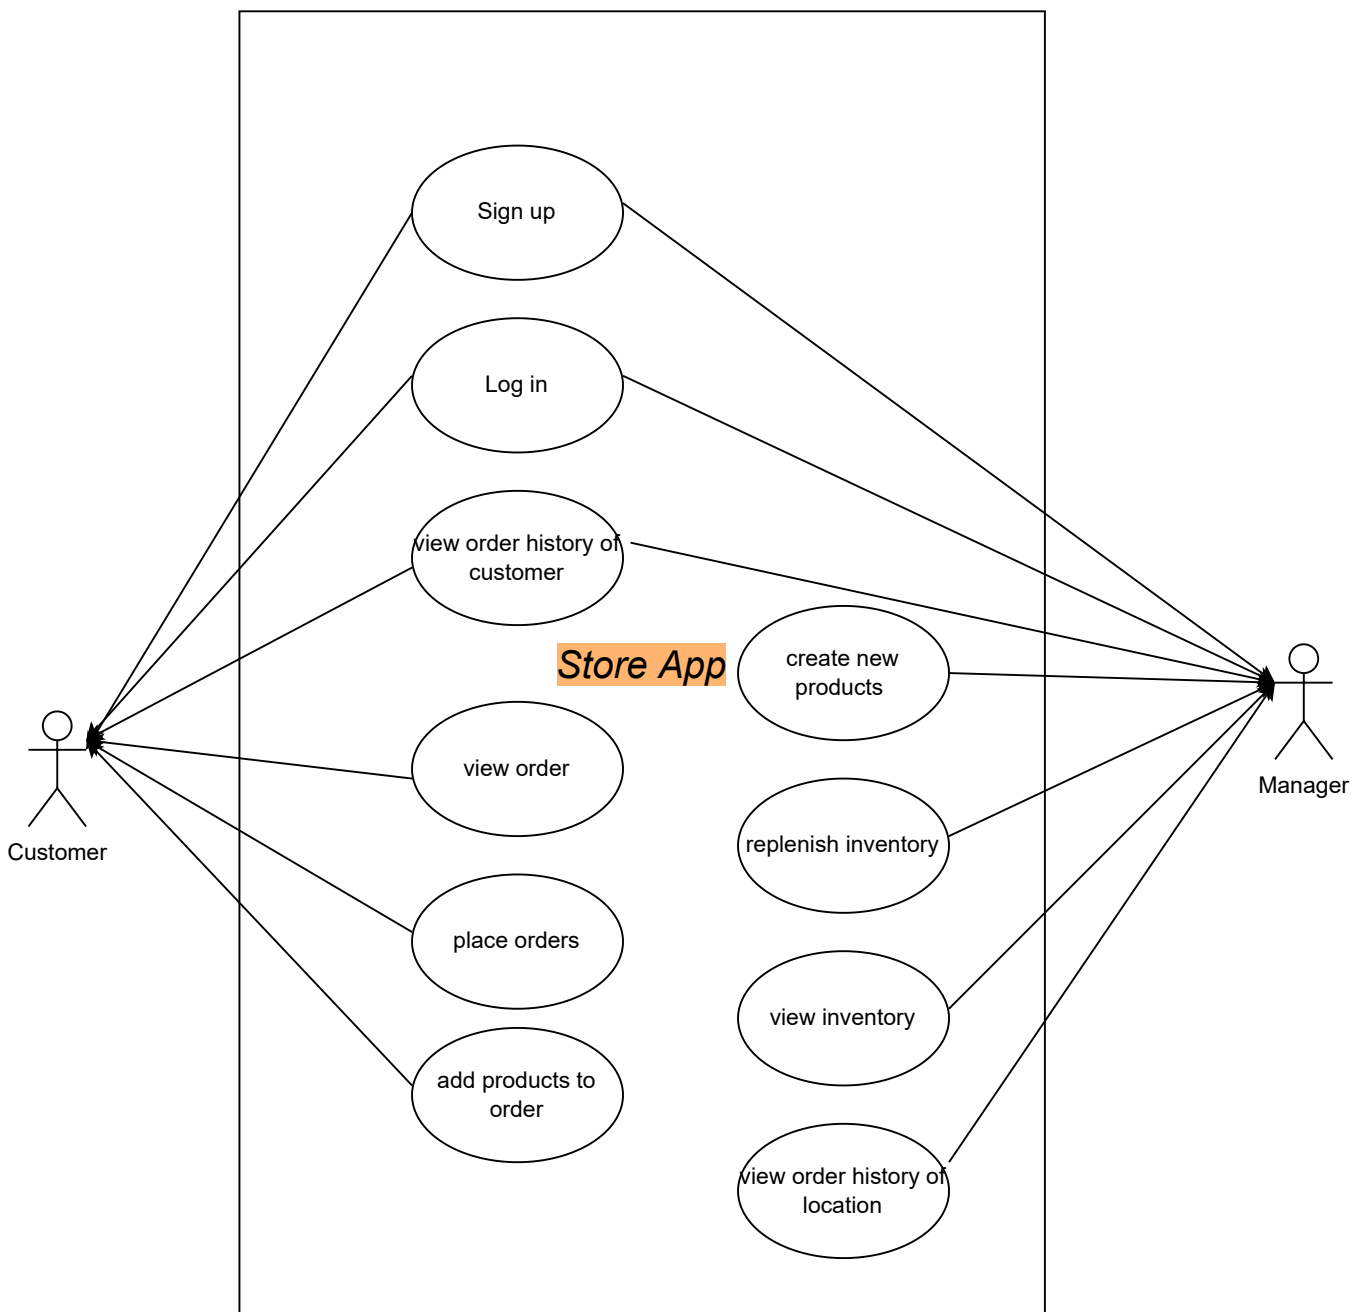 Sign up
Log in
view order history of
customer
Store App
create new
products
view order
Customer
Manager
replenish inventory
place orders
view inventory
add products to
order
view order history of
location